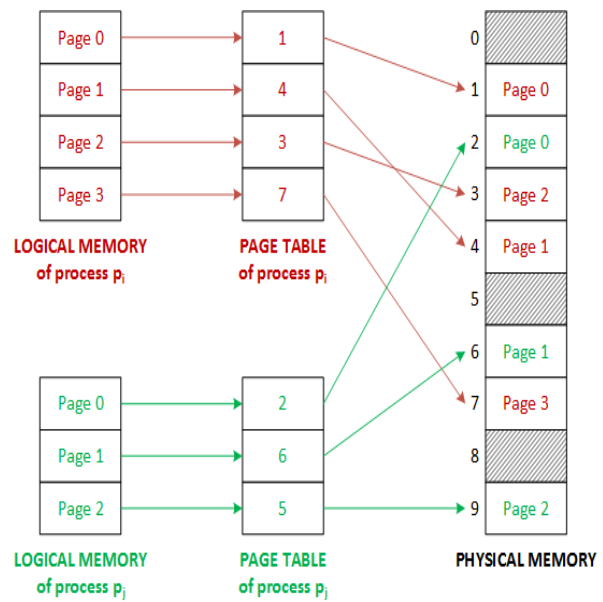 Page 0 1 0
Page 1 4 1 Page 0
Page 2 3 2 Page 0
Page 3 7 3 Page 2
LOGICAL MEMORY PAGE TABLE 4 Page 1
of process pi of process pi
5
6 Page 1
Page 0 2 7 Page 3
Page 1 6 8
Page 2 5 9 Page 2
LOGICAL MEMORY PAGE TABLE PHYSICAL MEMORY
of process pj of process pj